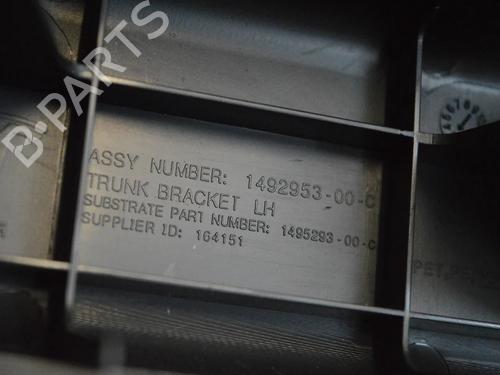 B-PARTS
ASSY NUMBER: 1492953-00-C
TRUNK BRACKET LH
SUBSTRATE PART NUMBER: 1495293-00-C
SUPPLIER ID: 164151